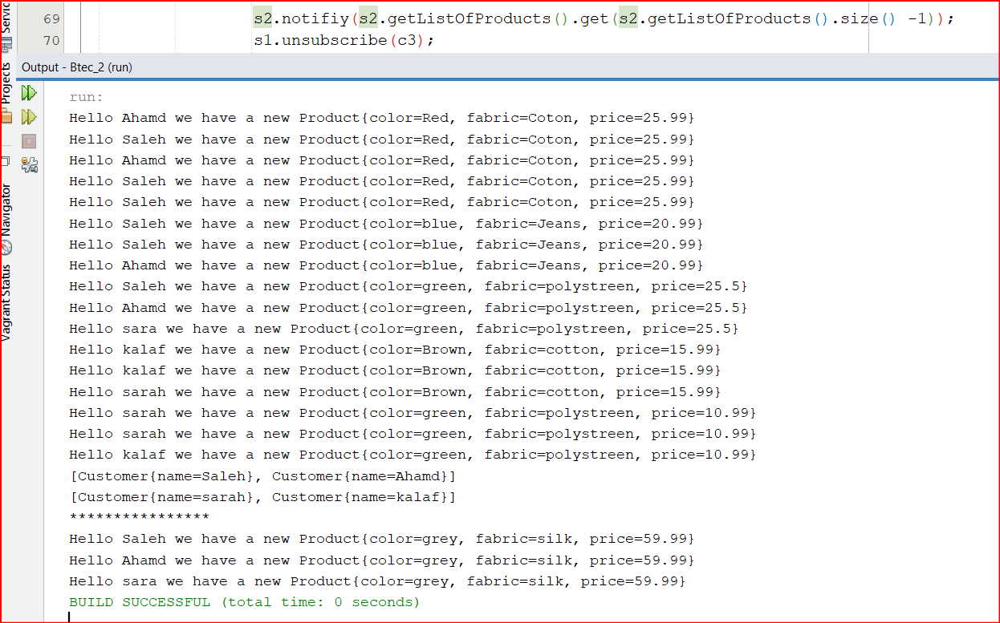 69 s2.notifiy(s2.getListOfProducts().get(s2.getListOfProducts().size() -1));
70 s1.unsubscribe(c3);
Servic
Projects
Navigator
Vagrant Status
Output - Btec_2 (run)
run:
Hello Ahamd we have a new Product{color=Red, fabric=Coton, price=25.99}
Hello Saleh we have a new Product{color=Red, fabric=Coton, price=25.99}
Hello Ahamd we have a new Product{color=Red, fabric=Coton, price=25.99}
Hello Saleh we have a new Product{color=Red, fabric=Coton, price=25.99}
Hello Saleh we have a new Product{color=Red, fabric=Coton, price=25.99}
Hello Saleh we have a new Product{color=blue, fabric=Jeans, price=20.99}
Hello Saleh we have a new Product{color=blue, fabric=Jeans, price=20.99}
Hello Ahamd we have a new Product{color=blue, fabric=Jeans, price=20.99}
Hello Saleh we have a new Product{color=green, fabric=polystreen, price=25.5}
Hello Ahamd we have a new Product{color=green, fabric=polystreen, price=25.5}
Hello sara we have a new Product{color=green, fabric=polystreen, price=25.5}
Hello kalaf we have a new Product{color=Brown, fabric=cotton, price=15.99}
Hello kalaf we have a new Product{color=Brown, fabric=cotton, price=15.99}
Hello sarah we have a new Product{color=Brown, fabric=cotton, price=15.99}
Hello sarah we have a new Product{color=green, fabric=polystreen, price=10.99}
Hello sarah we have a new Product{color=green, fabric=polystreen, price=10.99}
Hello kalaf we have a new Product{color=green, fabric=polystreen, price=10.99}
[Customer{name=Saleh}, Customer{name=Ahamd}]
[Customer{name=sarah}, Customer{name=kalaf}]
****************
Hello Saleh we have a new Product{color=grey, fabric=silk, price=59.99}
Hello Ahamd we have a new Product{color=grey, fabric=silk, price=59.99}
Hello sara we have a new Product{color=grey, fabric=silk, price=59.99}
BUILD SUCCESSFUL (total time: 0 seconds)